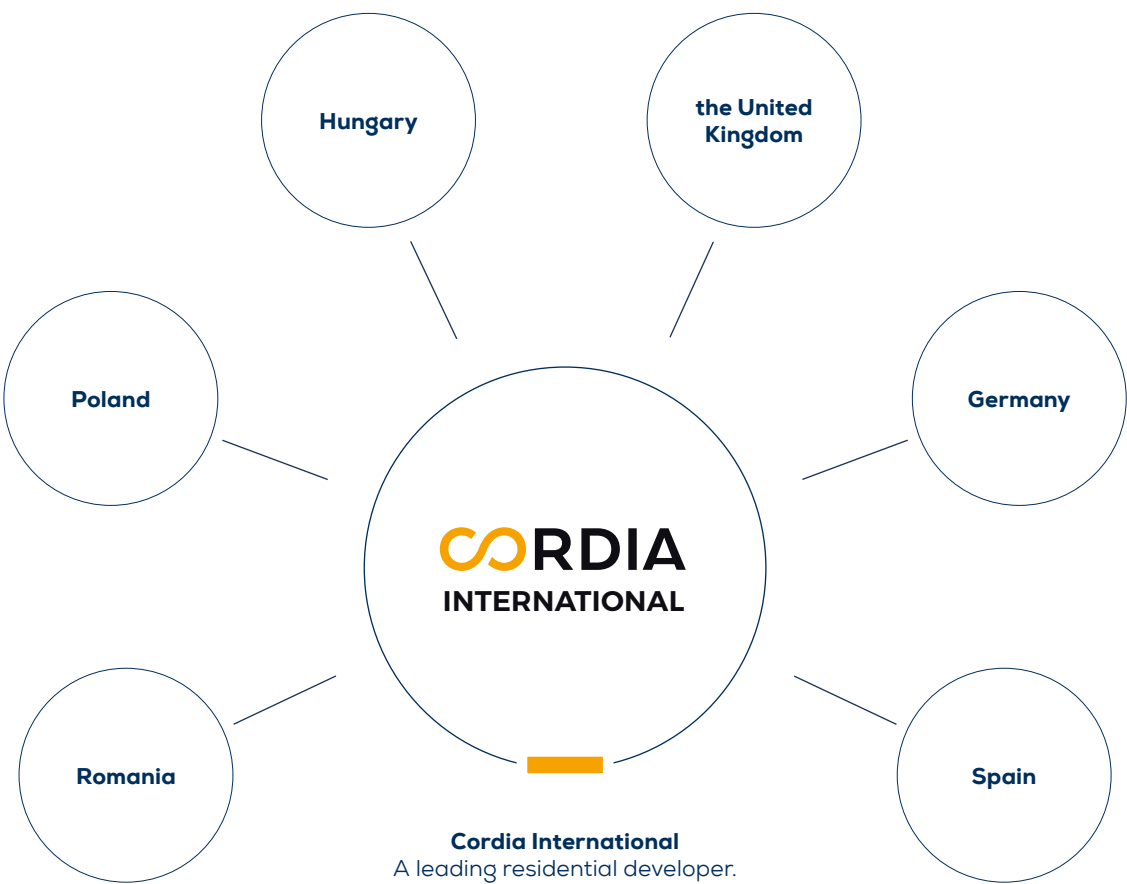 Hungary
the United
Kingdom
Poland
Germany
CORDIA
INTERNATIONAL
Romania
Spain
Cordia International
A leading residential developer.